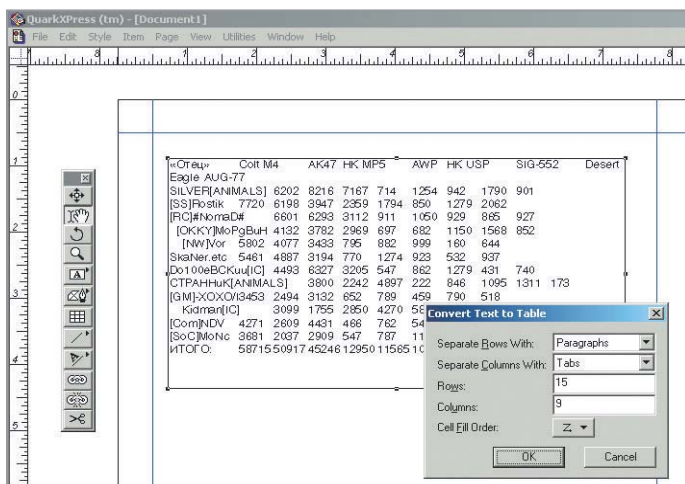 QuarkXPress (tm) - [Document1]
File Edit Style Item Page View Utilities Window Help
«Отец» Colt M4 AK47 HK MP5 AWP HK USP SIG-552 Desert
Eagle AUG-77
SILVER[ANIMALS] 6202 8216 7167 714 1254 942 1790 901
[SS]Rostik 7720 6198 3947 2359 1794 850 1279 2062
[RC]#NomaD# 6601 6293 3112 911 1050 929 865 927
[OKKY]MoPgBuH 4132 3782 2969 697 682 1150 1568 852
[NW]Vor 5802 4077 3433 795 882 999 160 644
SkaNer.etc 5461 4887 3194 770 1274 923 532 937
Do100eBCKuu[IC] 4493 6327 3205 547 862 1279 431 740
CTPAHHuK[ANIMALS] 3800 2242 4897 222 846 1095 1311 173
[GM]-XOXO/I3453 2494 3132 652 789 459 790 518
Kidman[IC] 3099 1755 2850 4270
[Com]NDV 4271 2609 4431 466 762
[SoC]MoNc 3681 2037 2909 547 787
ИТОГО: 58715 50917 45246 12950 11565
Convert Text to Table
Separate Rows With: Paragraphs
Separate Columns With: Tabs
Rows: 15
Columns: 9
Cell Fill Order: Z
OK Cancel